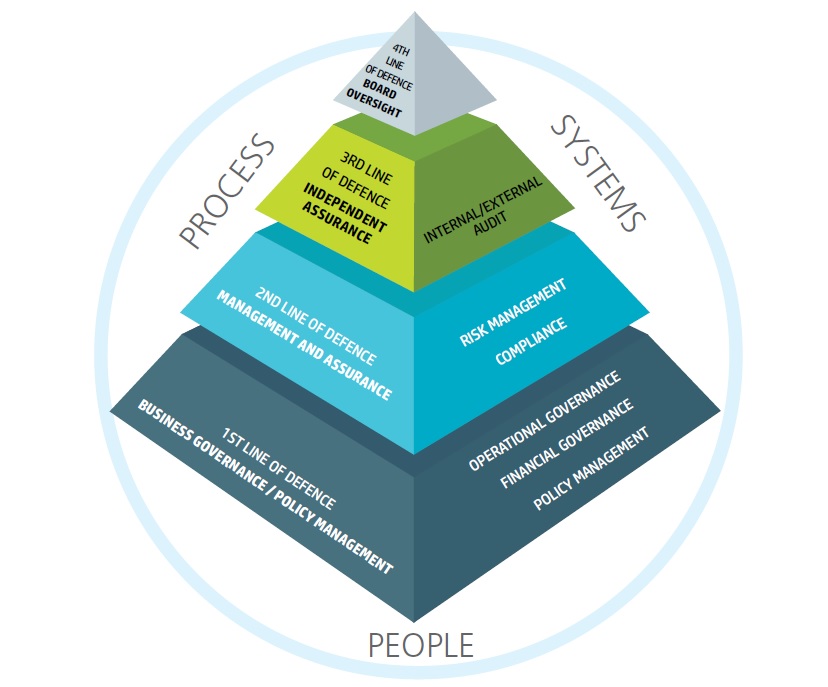 4TH
LINE
OF DEFENCE
BOARD
OVERSIGHT
PROCESS
SYSTEMS
3RD LINE
OF DEFENCE
INDEPENDENT
ASSURANCE
INTERNAL/EXTERNAL
AUDIT
2ND LINE OF DEFENCE
MANAGEMENT AND ASSURANCE
RISK MANAGEMENT
COMPLIANCE
1ST LINE OF DEFENCE
BUSINESS GOVERNANCE / POLICY MANAGEMENT
OPERATIONAL GOVERNANCE
FINANCIAL GOVERNANCE
POLICY MANAGEMENT
PEOPLE